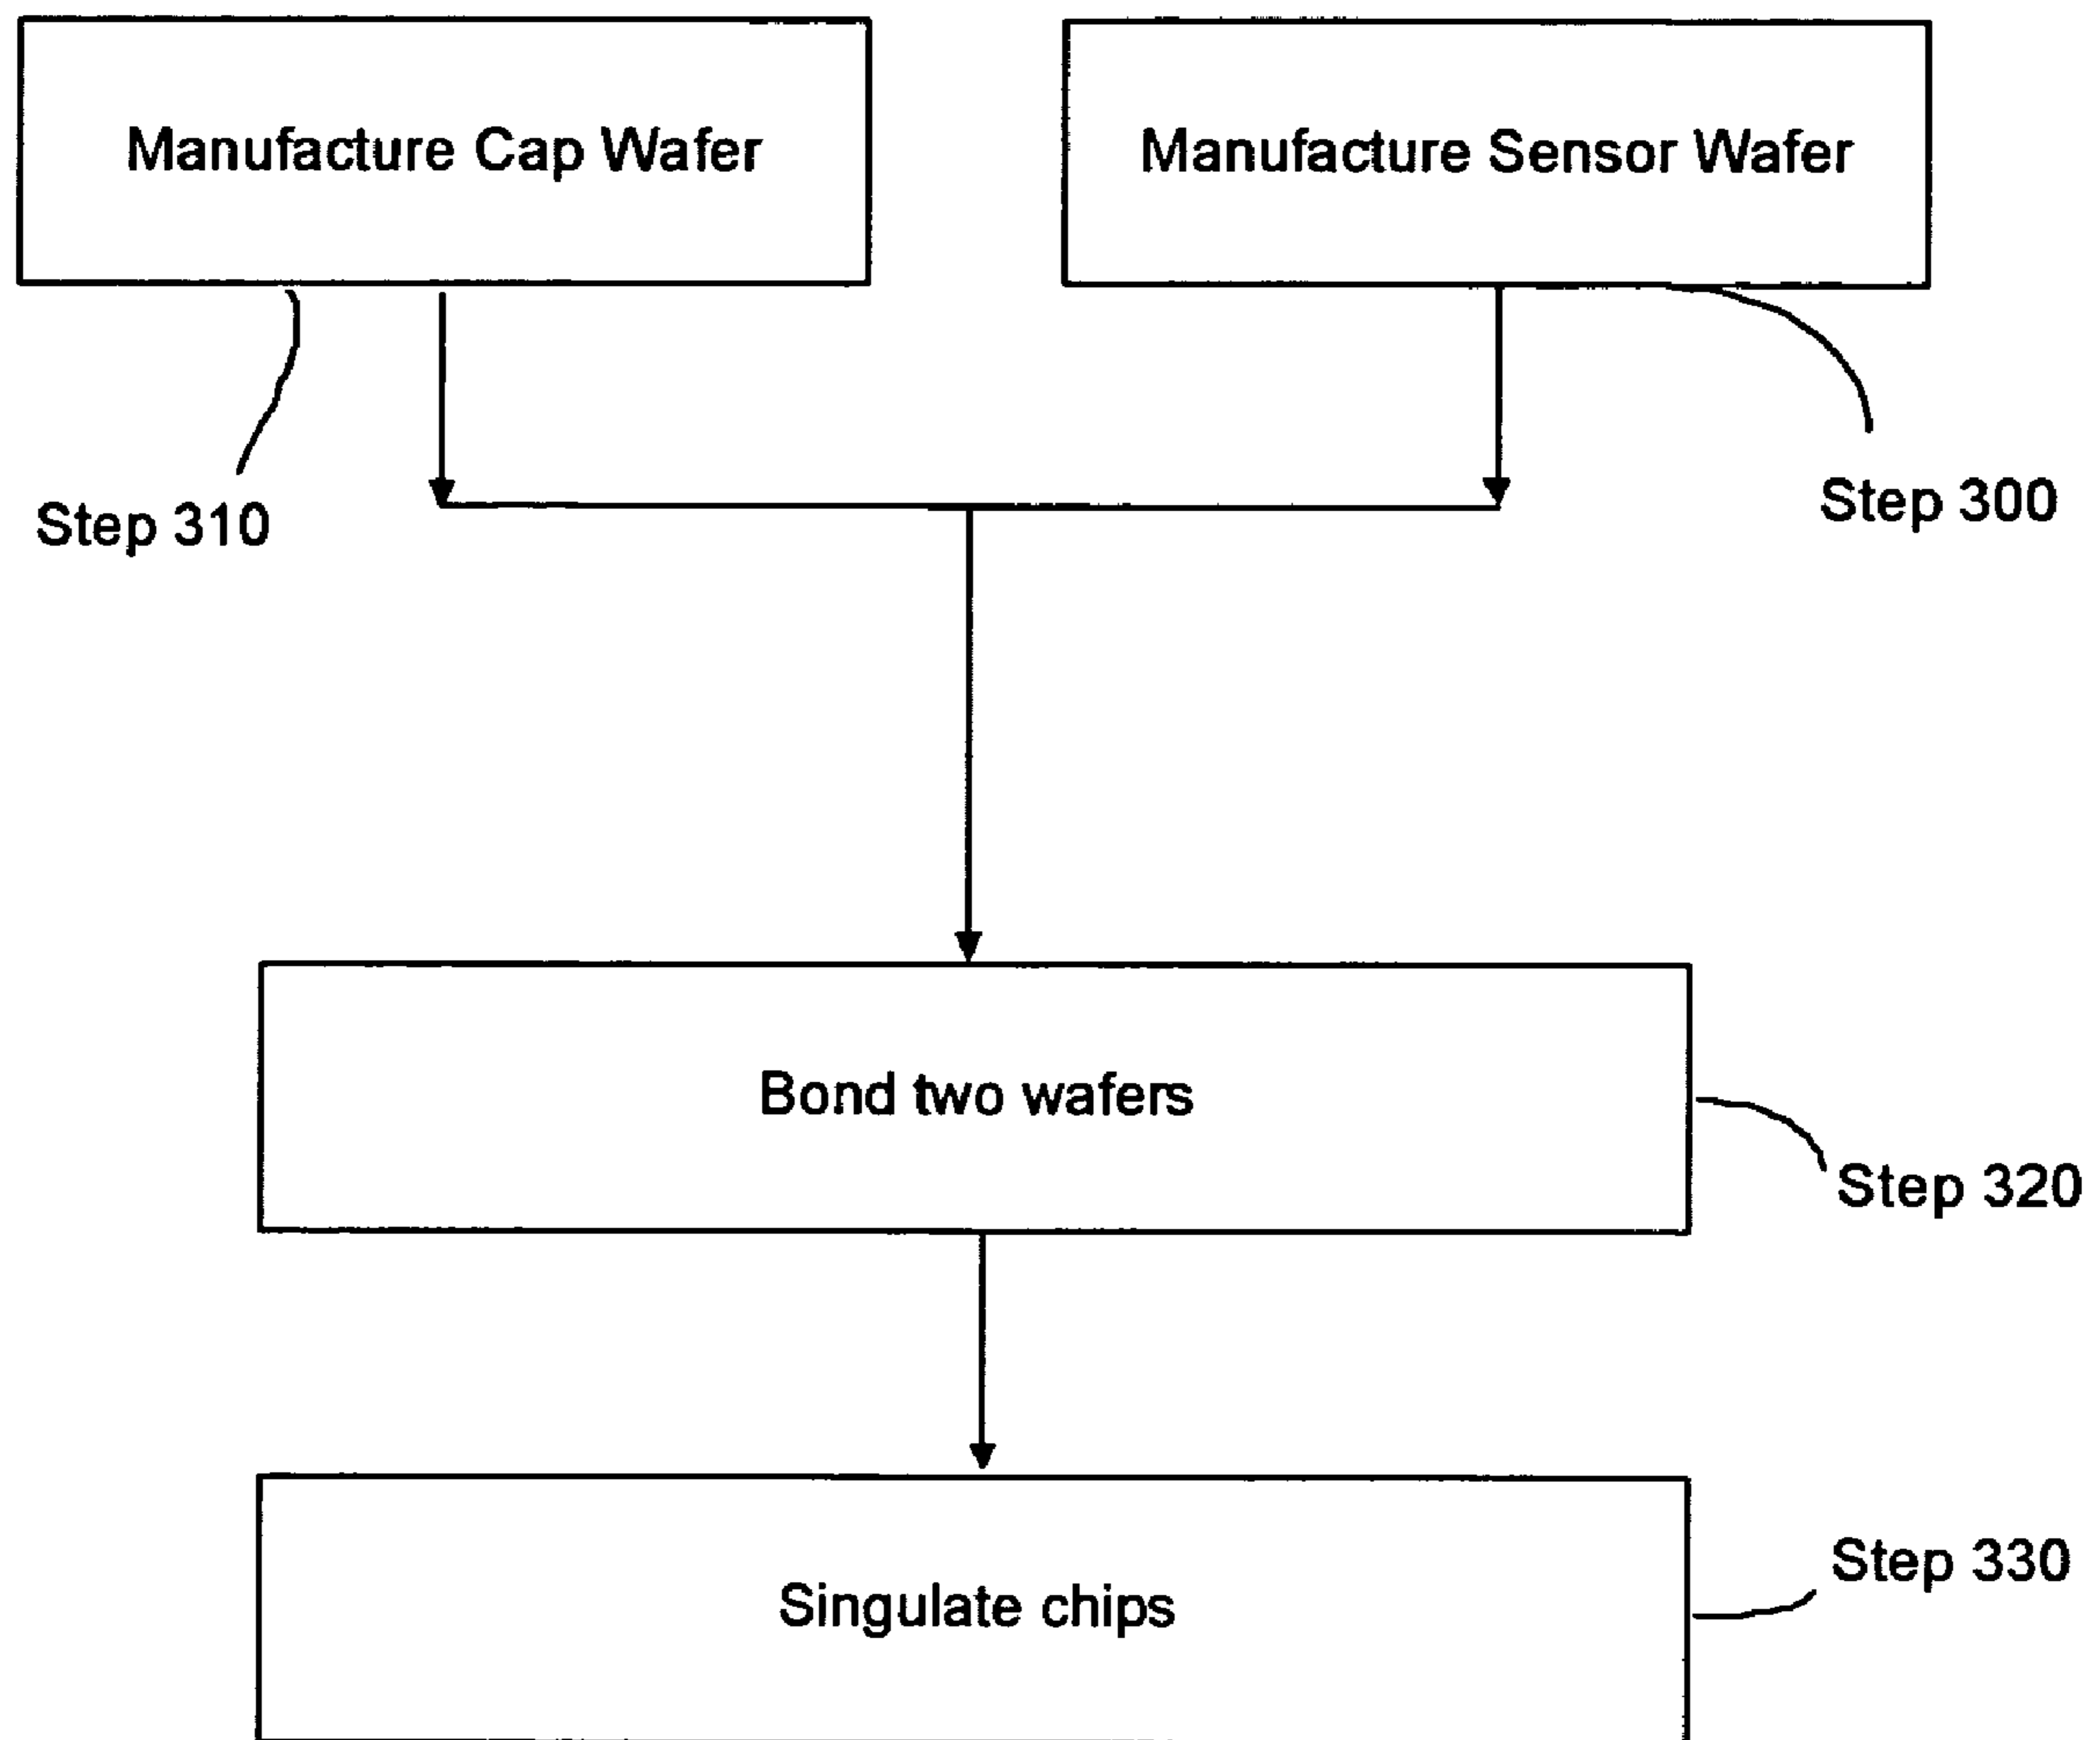 Manufacture Cap Wafer
Manufacture Sensor Wafer
Step 310
Step 300
Bond two wafers
Step 320
Singulate chips
Step 330